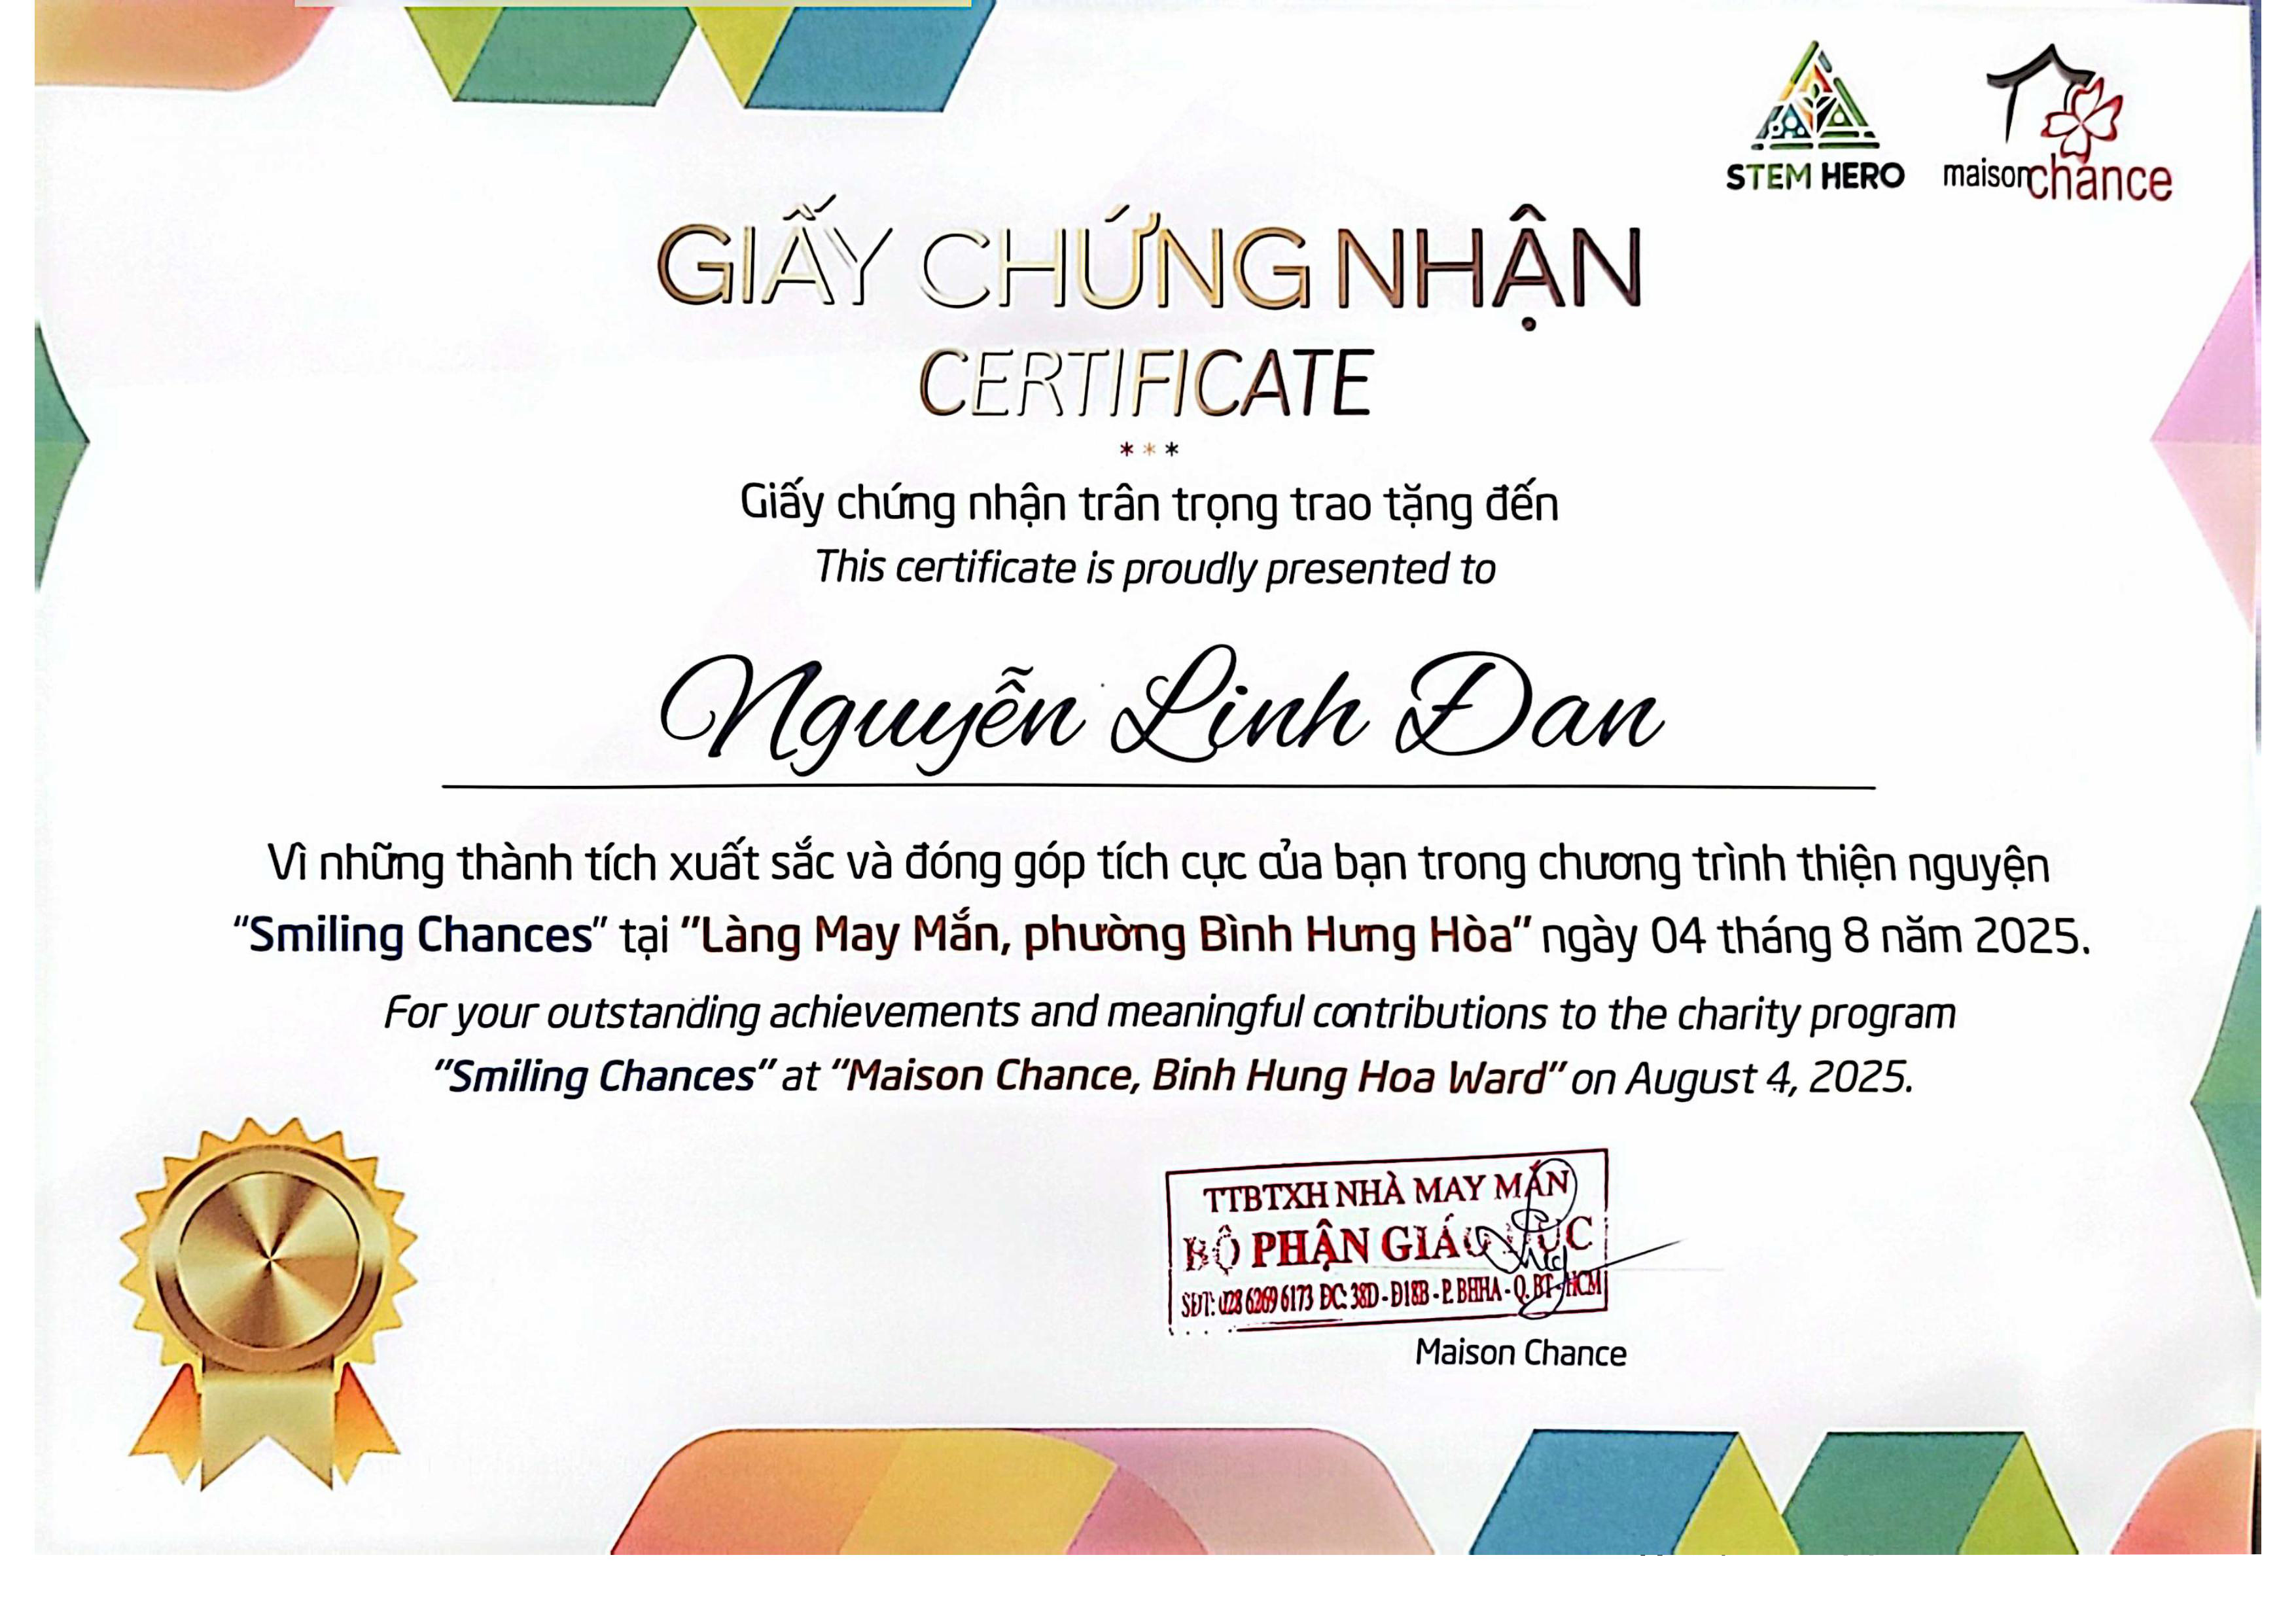 STEM HERO
maisonchance
GIẤY CHỨNG NHẬN
CERTIFICATE
***
Giấy chứng nhận trân trọng trao tặng đến
This certificate is proudly presented to
Nguyễn Linh Đan
Vì những thành tích xuất sắc và đóng góp tích cực của bạn trong chương trình thiện nguyện
“Smiling Chances” tại “Làng May Mắn, phường Bình Hưng Hòa” ngày 04 tháng 8 năm 2025.
For your outstanding achievements and meaningful contributions to the charity program
“Smiling Chances” at “Maison Chance, Binh Hung Hoa Ward” on August 4, 2025.
TTBTXH NHÀ MAY MẮN
BỘ PHẬN GIÁO DỤC
SĐT: 028 6269 6173 ĐC: 38D - Đ18B - P. BHHA - Q. BT - HCM
Maison Chance